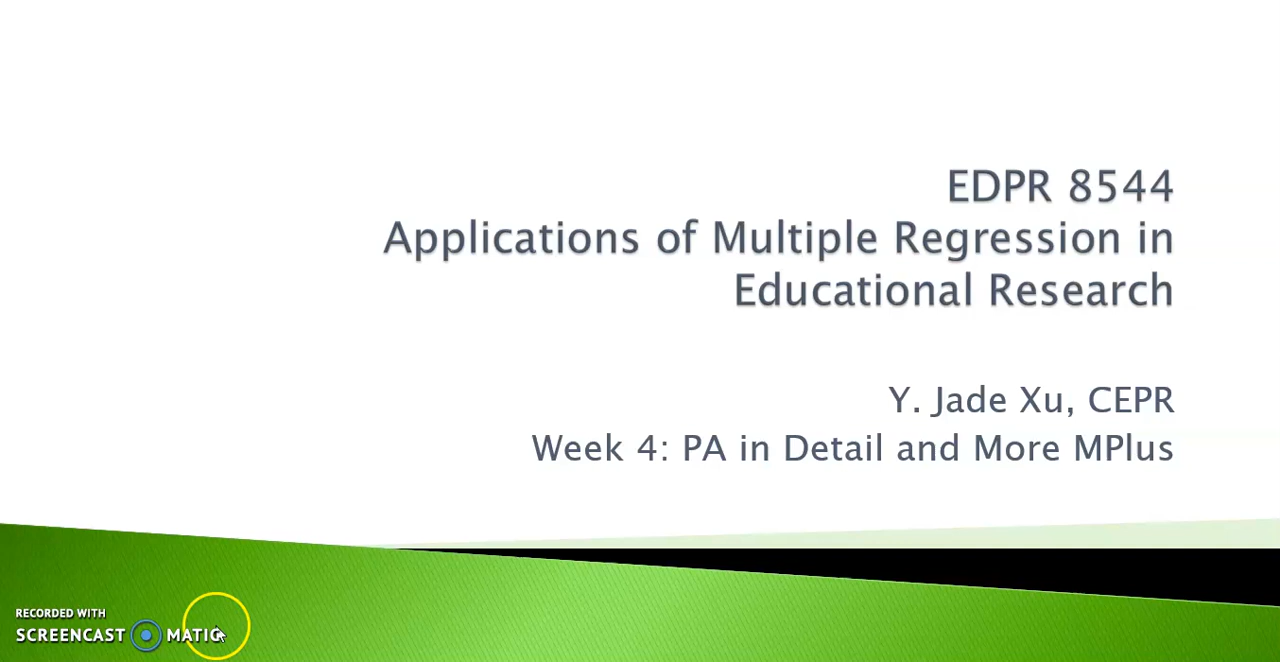 EDPR 8544
Applications of Multiple Regression in
Educational Research
Y. Jade Xu, CEPR
Week 4: PA in Detail and More MPlus
RECORDED WITH
SCREENCAST MATIC